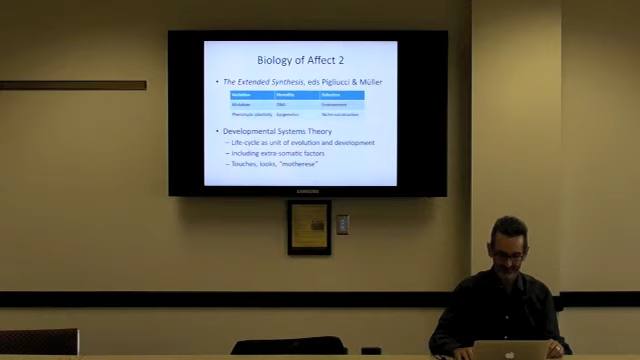 Biology of Affect 2
• The Extended Synthesis, eds Pigliucci & Müller
Variation Heredity Selection
Mutation DNA Environment
Phenotypic plasticity Epigenetics Niche-construction
• Developmental Systems Theory
– Life-cycle as unit of evolution and development
– Including extra-somatic factors
– Touches, looks, "motherese"
SAMSUNG